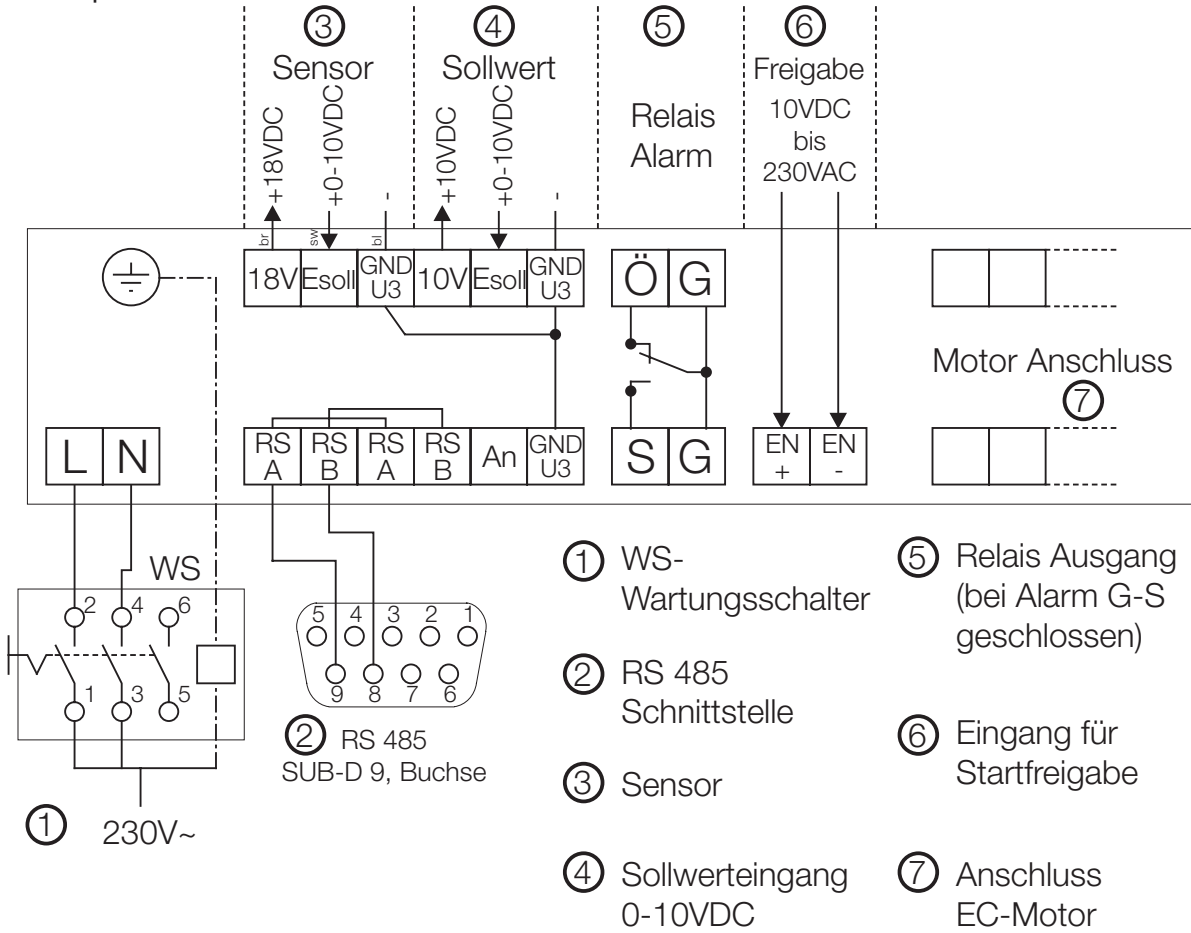 3 4 5 6
Sensor Sollwert Relais Alarm Freigabe
10VDC
bis
230VAC
+18VDC
+0-10VDC
-
+10VDC
+0-10VDC
-
br sw bl
18V Esoll GND U3 10V Esoll GND U3 Ö G
Motor Anschluss
7
L N RS A RS B RS A RS B An GND U3 S G EN + EN -
WS
2 4 6
1 3 5
5 4 3 2 1
9 8 7 6
2 RS 485
SUB-D 9, Buchse
1 230V~
1 WS-
Wartungsschalter
2 RS 485
Schnittstelle
3 Sensor
4 Sollwerteingang
0-10VDC
5 Relais Ausgang
(bei Alarm G-S
geschlossen)
6 Eingang für
Startfreigabe
7 Anschluss
EC-Motor